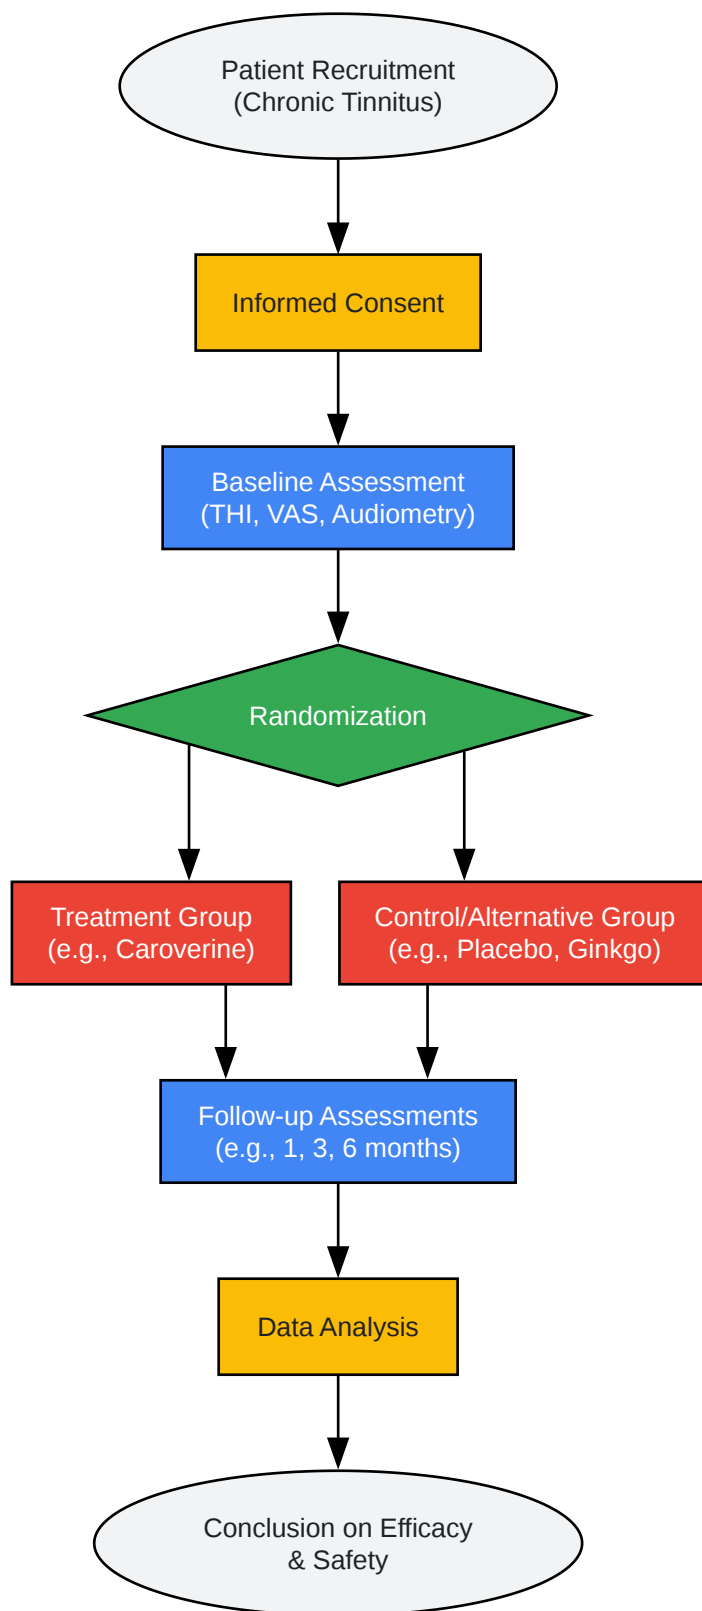 Patient Recruitment
(Chronic Tinnitus)
Informed Consent
Baseline Assessment
(THI, VAS, Audiometry)
Randomization
Treatment Group
(e.g., Caroverine)
Control/Alternative Group
(e.g., Placebo, Ginkgo)
Follow-up Assessments
(e.g., 1, 3, 6 months)
Data Analysis
Conclusion on Efficacy
& Safety